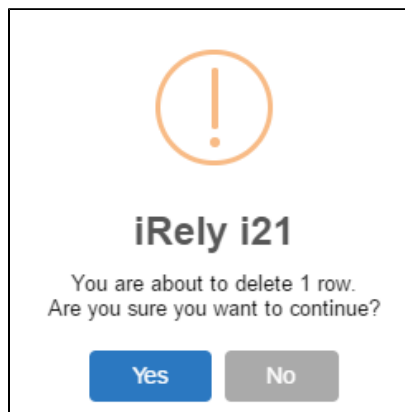 iRely i21
You are about to delete 1 row.
Are you sure you want to continue?
Yes No